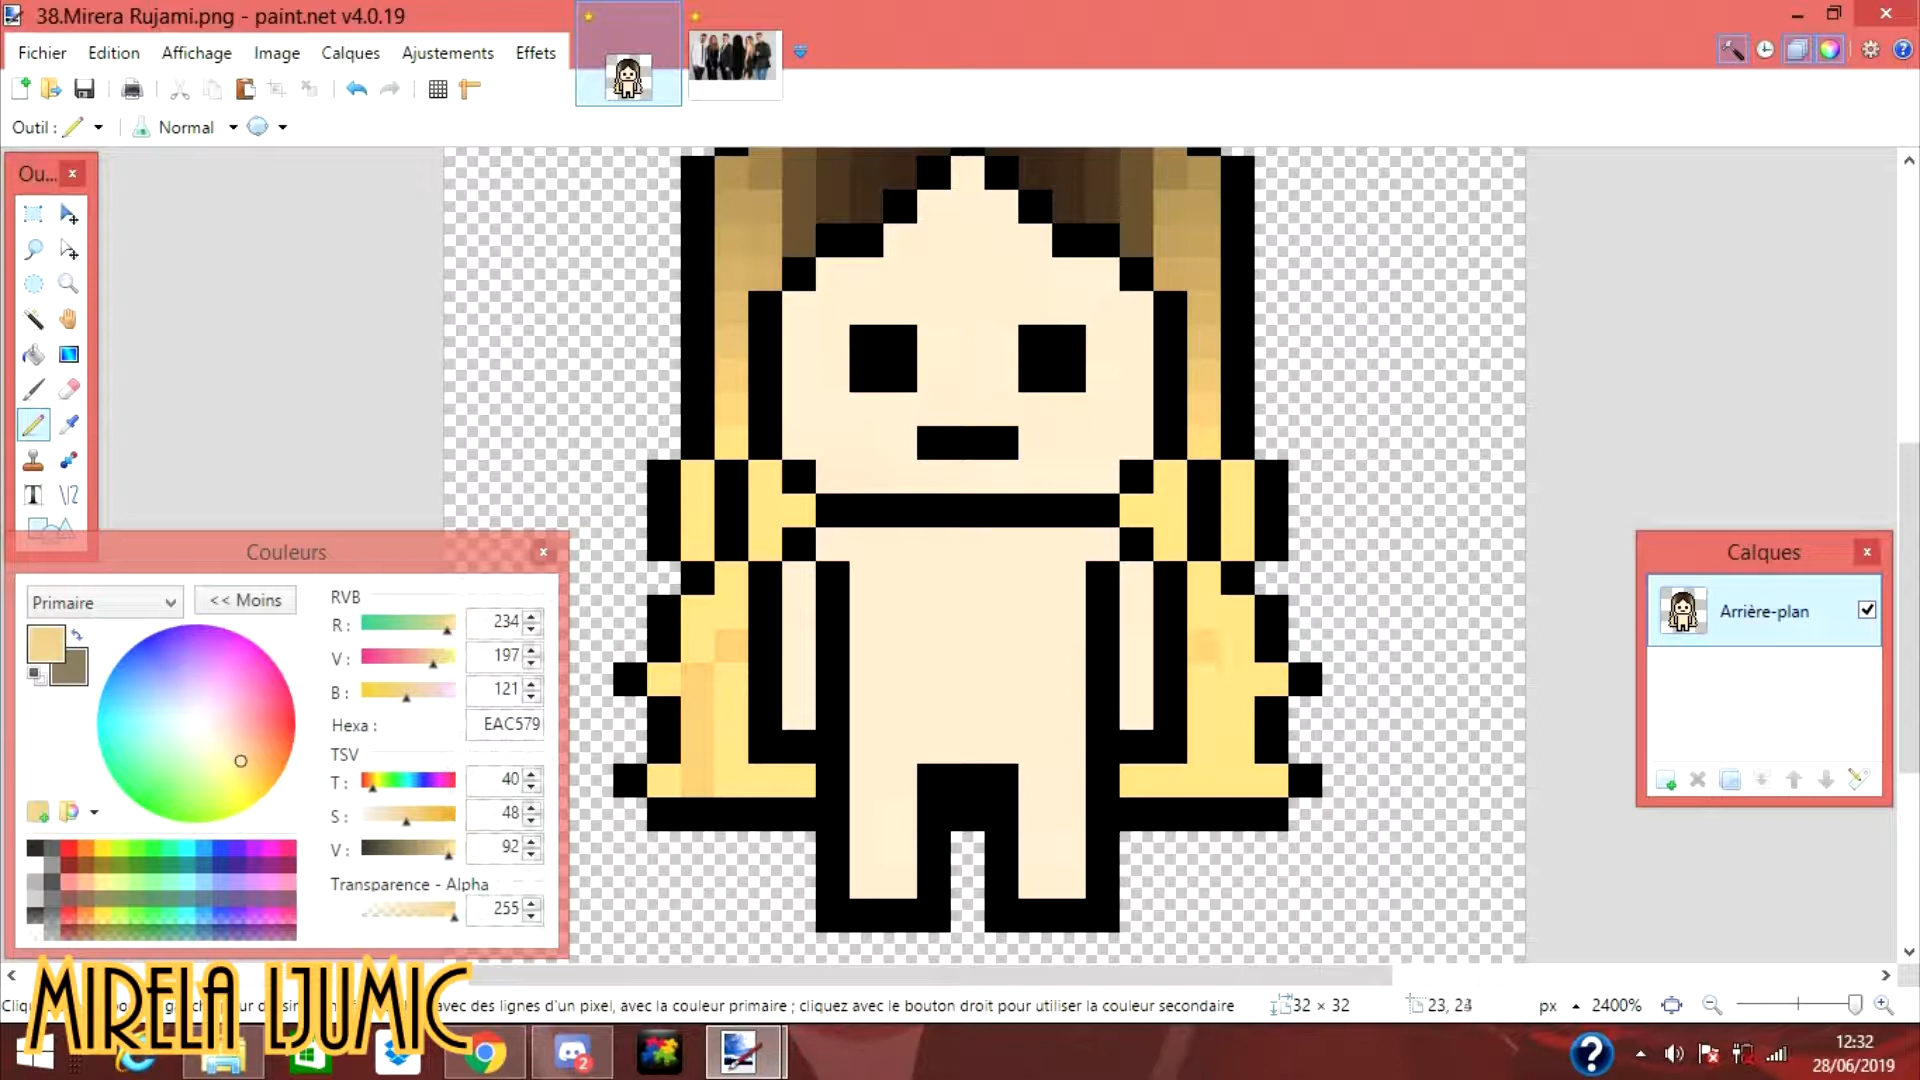 38.Mirera Rujami.png - paint.net v4.0.19
Fichier Edition Affichage Image Calques Ajustements Effets
Outil : Normal
Ou...
Couleurs
Primaire << Moins RVB
R : 234
V : 197
B : 121
Hexa : EAC579
TSV
T : 40
S : 48
V : 92
Transparence - Alpha
255
Calques
Arrière-plan
MIRELA LJUMIC
avec des lignes d'un pixel, avec la couleur primaire ; cliquez avec le bouton droit pour utiliser la couleur secondaire 32 × 32 px 2400%
2
12:32
28/06/2019